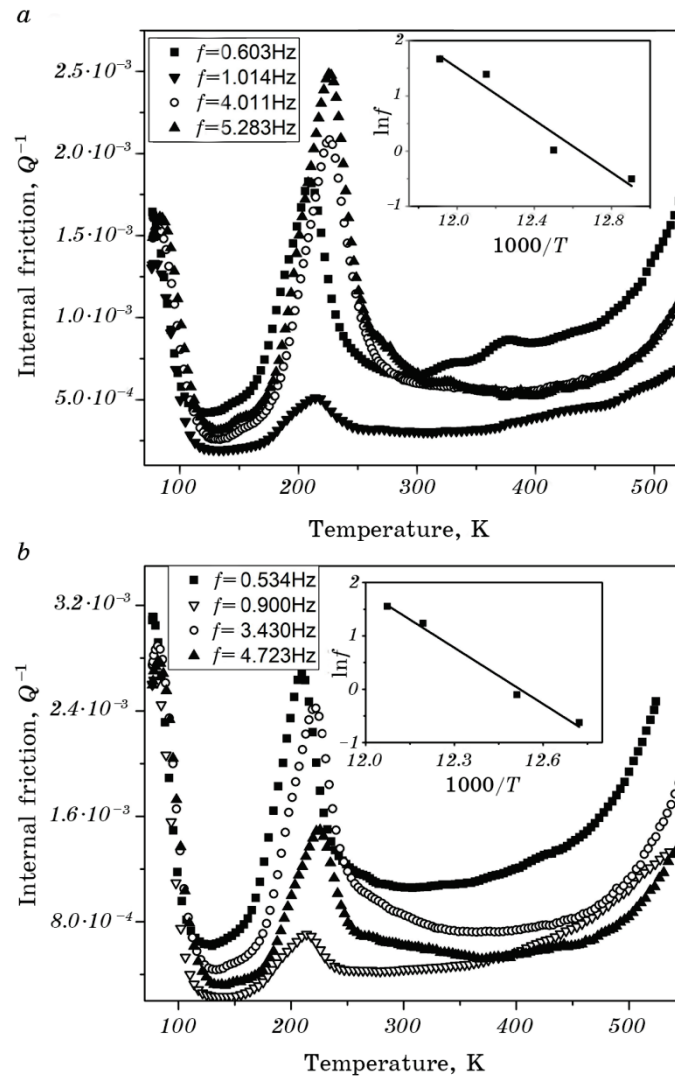 a
f=0.603Hz
f=1.014Hz
f=4.011Hz
f=5.283Hz
2.5·10⁻³
2.0·10⁻³
1.5·10⁻³
1.0·10⁻³
5.0·10⁻⁴
Internal friction, Q⁻¹
100 200 300 400 500
Temperature, K
2
1
0
-1
lnf
12.0 12.4 12.8
1000/T
b
f=0.534Hz
f=0.900Hz
f=3.430Hz
f=4.723Hz
3.2·10⁻³
2.4·10⁻³
1.6·10⁻³
8.0·10⁻⁴
Internal friction, Q⁻¹
100 200 300 400 500
Temperature, K
2
1
0
-1
lnf
12.0 12.3 12.6
1000/T